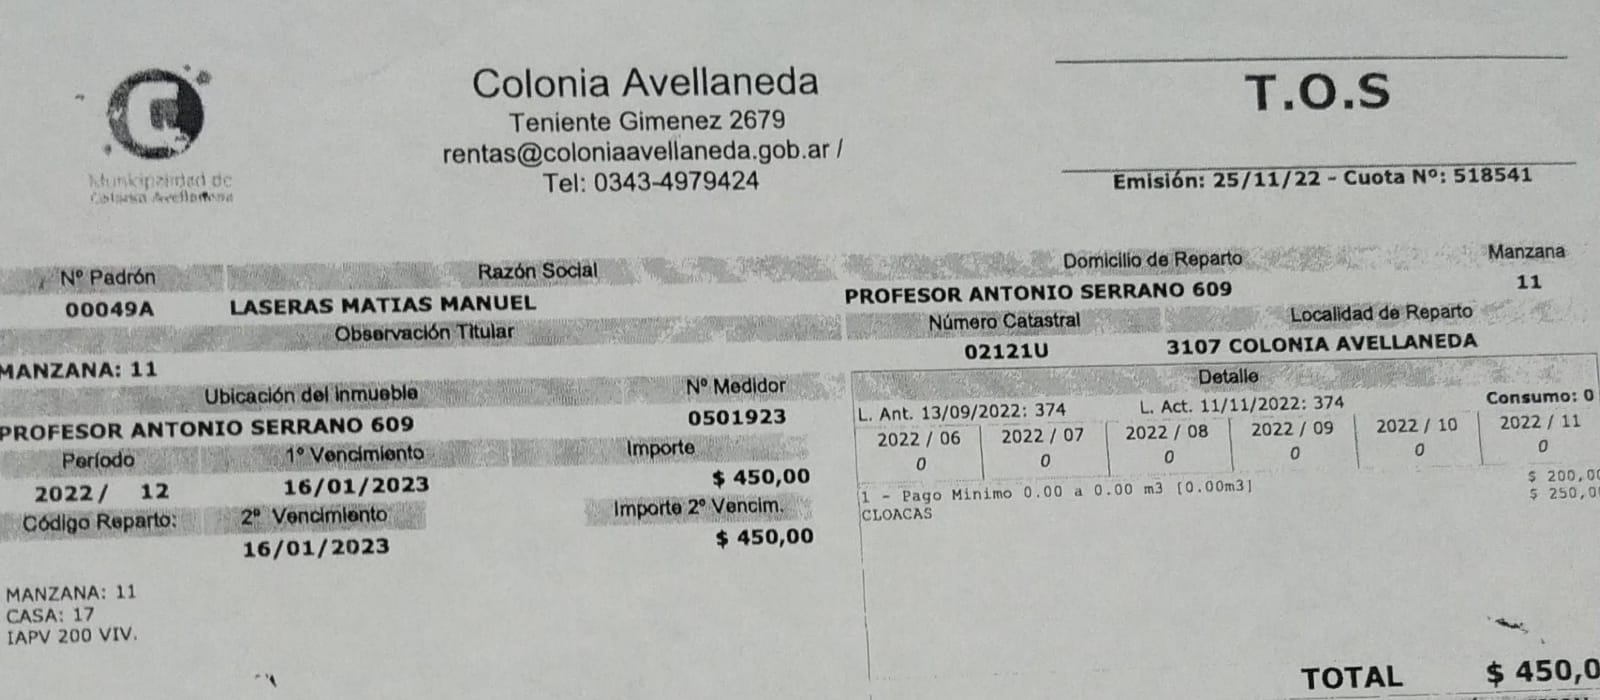 Municipalidad de
Colonia Avellaneda
Colonia Avellaneda
Teniente Gimenez 2679
rentas@coloniaavellaneda.gob.ar /
Tel: 0343-4979424
T.O.S
Emisión: 25/11/22 - Cuota Nº: 518541
Nº Padrón Razón Social Domicilio de Reparto Manzana
00049A LASERAS MATIAS MANUEL PROFESOR ANTONIO SERRANO 609 11
Observación Titular Número Catastral Localidad de Reparto
MANZANA: 11 02121U 3107 COLONIA AVELLANEDA
Ubicación del Inmueble Nº Medidor
PROFESOR ANTONIO SERRANO 609 0501923
Período 1º Vencimiento Importe
2022 / 12 16/01/2023 $ 450,00
Código Reparto: 2º Vencimiento Importe 2º Vencim.
16/01/2023 $ 450,00
MANZANA: 11
CASA: 17
IAPV 200 VIV.
Detalle
L. Ant. 13/09/2022: 374 L. Act. 11/11/2022: 374 Consumo: 0
2022 / 06 2022 / 07 2022 / 08 2022 / 09 2022 / 10 2022 / 11
0 0 0 0 0 0
1 - Pago Minimo 0.00 a 0.00 m3 [0.00m3] $ 200,00
CLOACAS $ 250,0
TOTAL $ 450,0